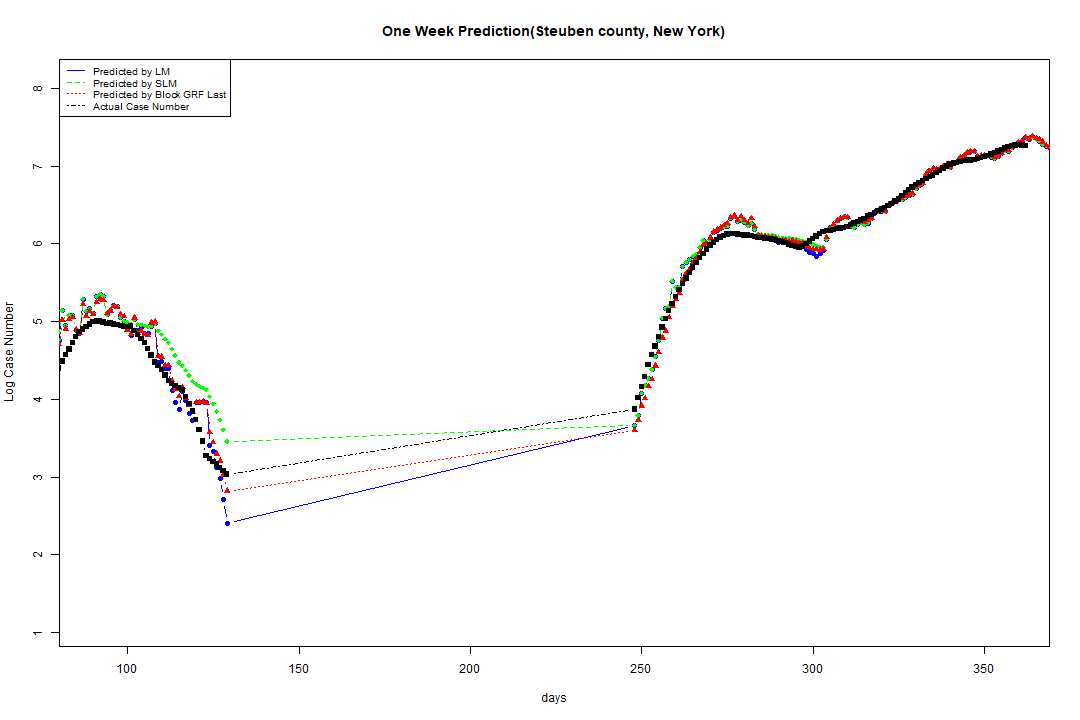 One Week Prediction(Steuben county, New York)
Predicted by LM
Predicted by SLM
Predicted by Block GRF Last
Actual Case Number
Log Case Number
8
7
6
5
4
3
2
1
100 150 200 250 300 350
days